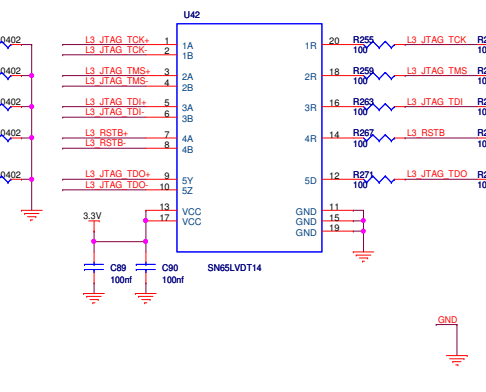 U42
0402
L3_JTAG_TCK+ 1 1A 1R 20 R255 L3_JTAG_TCK
L3_JTAG_TCK- 2 1B 100
0402
L3_JTAG_TMS+ 3 2A 2R 18 R259 L3_JTAG_TMS
L3_JTAG_TMS- 4 2B 100
0402
L3_JTAG_TDI+ 5 3A 3R 16 R263 L3_JTAG_TDI
L3_JTAG_TDI- 6 3B 100
0402
L3_RSTB+ 7 4A 4R 14 R267 L3_RSTB
L3_RSTB- 8 4B 100
0402
L3_JTAG_TDO+ 9 5Y 5D 12 R271 L3_JTAG_TDO
L3_JTAG_TDO- 10 5Z 100
3.3V
13 VCC GND 11
17 VCC GND 15
GND 19
C89 C90 SN65LVDT14
100nf 100nf
GND